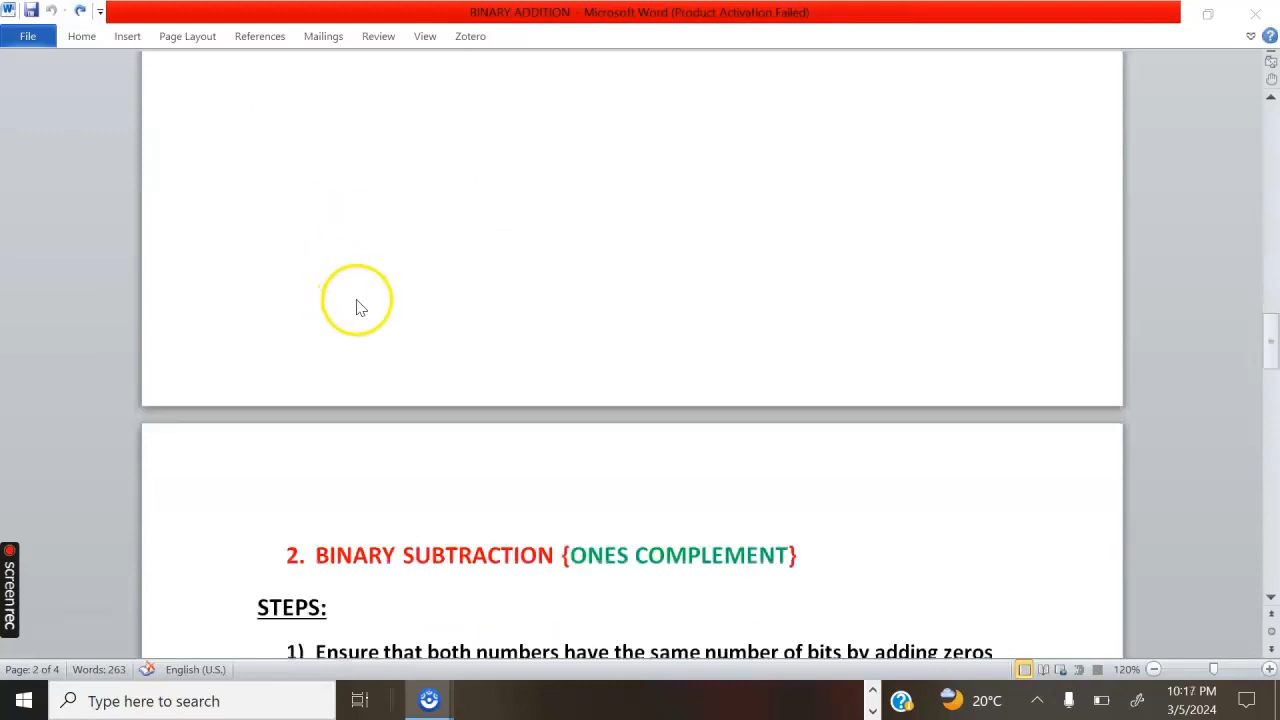 BINARY ADDITION - Microsoft Word (Product Activation Failed)
File Home Insert Page Layout References Mailings Review View Zotero
2. BINARY SUBTRACTION {ONES COMPLEMENT}
STEPS:
1) Ensure that both numbers have the same number of bits by adding zeros
screen rec
Page: 2 of 4 Words: 263 English (U.S.) 120%
Type here to search
20°C
10:17 PM
3/5/2024